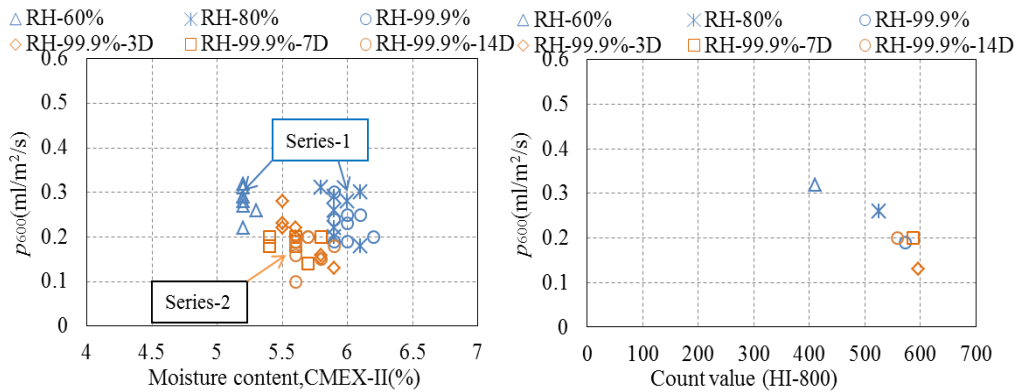 RH-60% RH-80% RH-99.9%
RH-99.9%-3D RH-99.9%-7D RH-99.9%-14D
0.6
0.5
0.4
0.3
0.2
0.1
0
p600(ml/m²/s)
Series-1
Series-2
4 4.5 5 5.5 6 6.5 7
Moisture content,CMEX-II(%)
RH-60% RH-80% RH-99.9%
RH-99.9%-3D RH-99.9%-7D RH-99.9%-14D
0.6
0.5
0.4
0.3
0.2
0.1
0
p600(ml/m²/s)
0 100 200 300 400 500 600 700
Count value (HI-800)